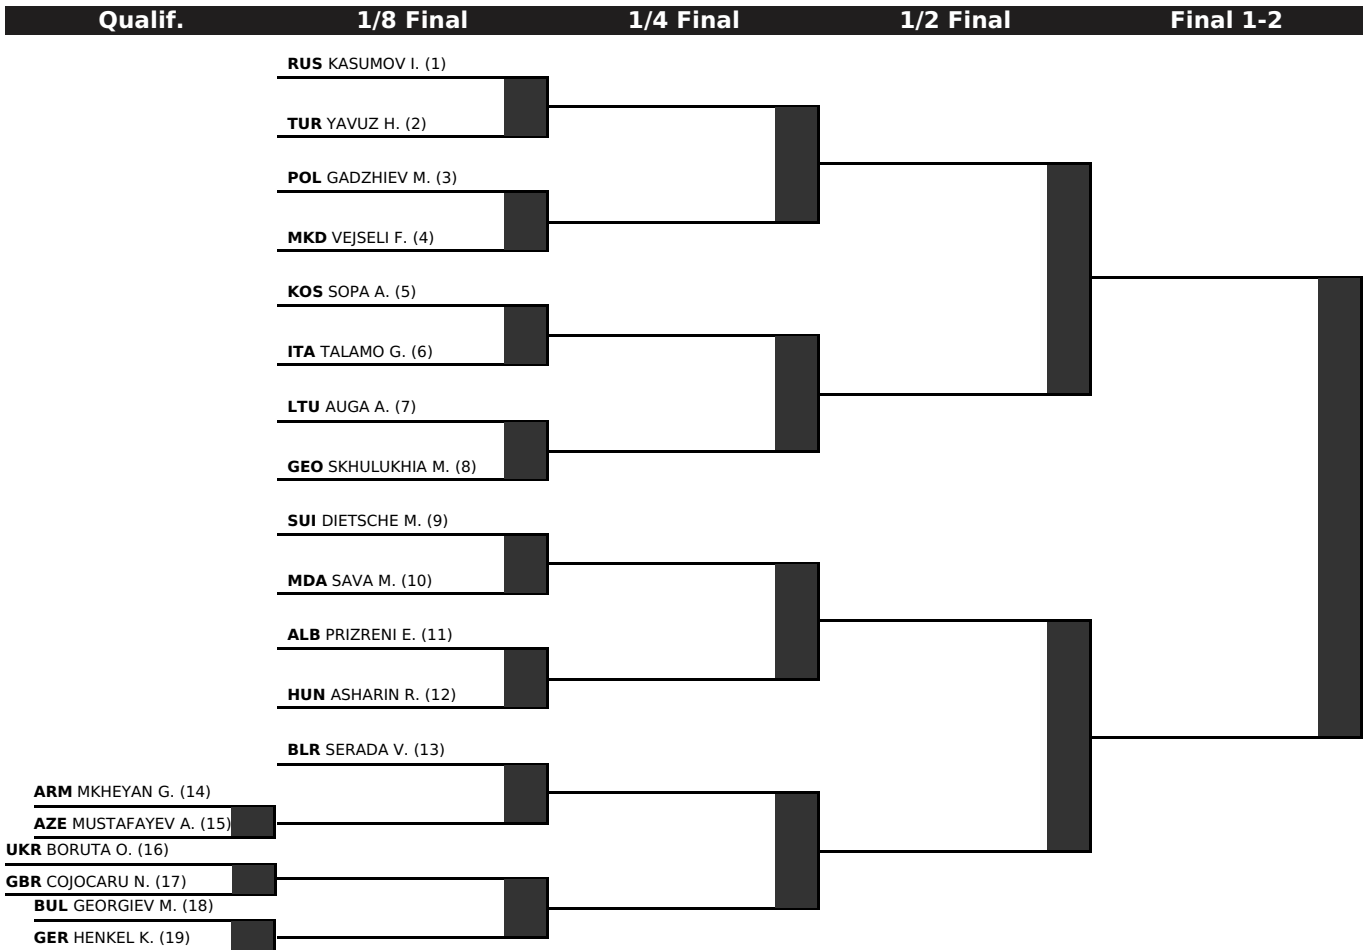 Qualif. 1/8 Final 1/4 Final 1/2 Final Final 1-2
RUS KASUMOV I. (1)
TUR YAVUZ H. (2)
POL GADZHIEV M. (3)
MKD VEJSELI F. (4)
KOS SOPA A. (5)
ITA TALAMO G. (6)
LTU AUGA A. (7)
GEO SKHULUKHIA M. (8)
SUI DIETSCHE M. (9)
MDA SAVA M. (10)
ALB PRIZRENI E. (11)
HUN ASHARIN R. (12)
BLR SERADA V. (13)
ARM MKHEYAN G. (14)
AZE MUSTAFAYEV A. (15)
UKR BORUTA O. (16)
GBR COJOCARU N. (17)
BUL GEORGIEV M. (18)
GER HENKEL K. (19)